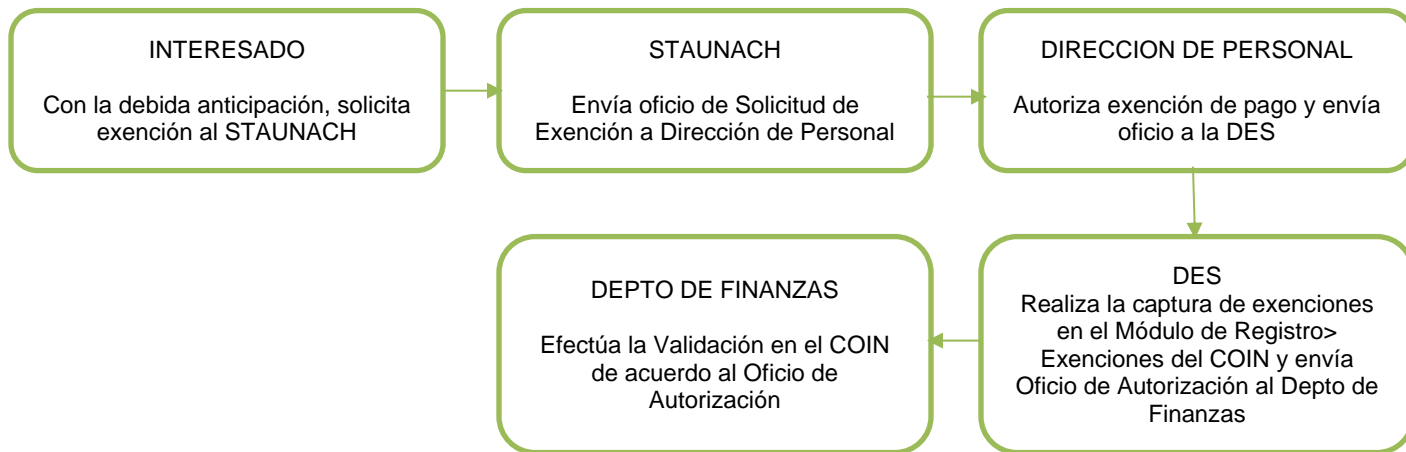 INTERESADO
Con la debida anticipación, solicita
exención al STAUNACH
STAUNACH
Envía oficio de Solicitud de
Exención a Dirección de Personal
DIRECCION DE PERSONAL
Autoriza exención de pago y envía
oficio a la DES
DES
Realiza la captura de exenciones
en el Módulo de Registro>
Exenciones del COIN y envía
Oficio de Autorización al Depto de
Finanzas
DEPTO DE FINANZAS
Efectúa la Validación en el COIN
de acuerdo al Oficio de
Autorización